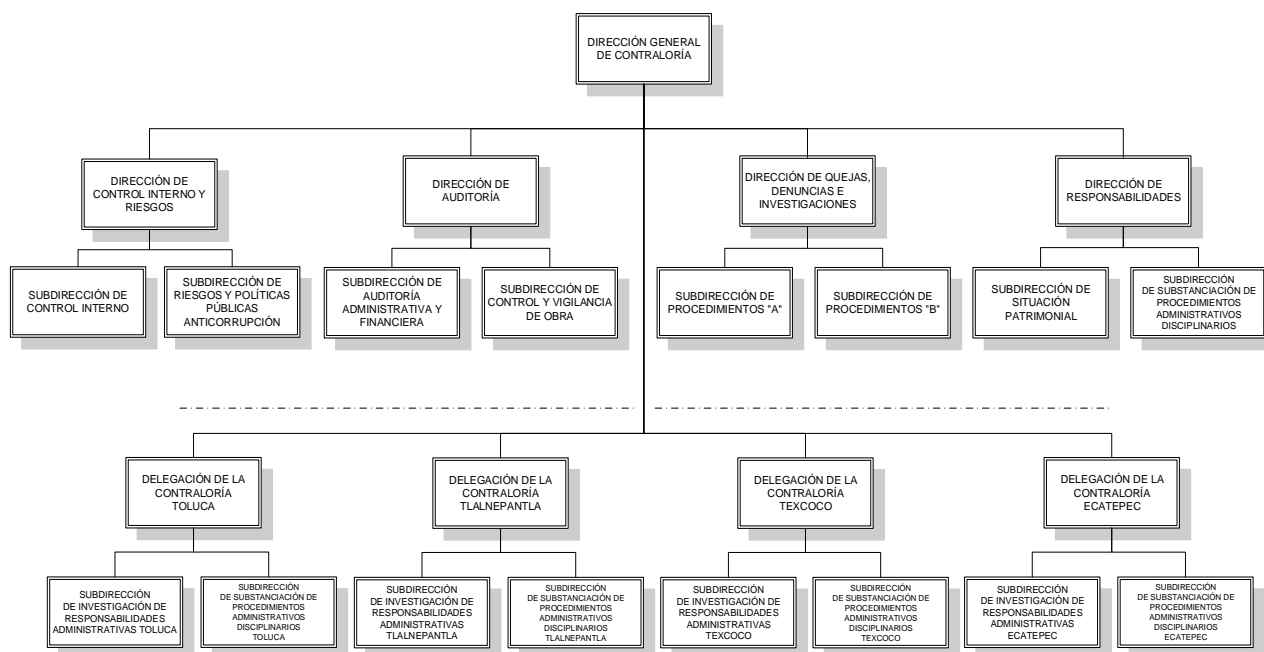 DIRECCIÓN GENERAL
DE CONTRALORÍA
DIRECCIÓN DE
CONTROL INTERNO Y
RIESGOS
DIRECCIÓN DE
AUDITORÍA
DIRECCIÓN DE QUEJAS,
DENUNCIAS E
INVESTIGACIONES
DIRECCIÓN DE
RESPONSABILIDADES
SUBDIRECCIÓN DE
CONTROL INTERNO
SUBDIRECCIÓN DE
RIESGOS Y POLÍTICAS
PÚBLICAS
ANTICORRUPCIÓN
SUBDIRECCIÓN DE
AUDITORÍA
ADMINISTRATIVA Y
FINANCIERA
SUBDIRECCIÓN DE
CONTROL Y VIGILANCIA
DE OBRA
SUBDIRECCIÓN DE
PROCEDIMIENTOS "A"
SUBDIRECCIÓN DE
PROCEDIMIENTOS "B"
SUBDIRECCIÓN DE
SITUACIÓN
PATRIMONIAL
SUBDIRECCIÓN
DE SUBSTANCIACIÓN DE
PROCEDIMIENTOS
ADMINISTRATIVOS
DISCIPLINARIOS
DELEGACIÓN DE LA
CONTRALORÍA
TOLUCA
DELEGACIÓN DE LA
CONTRALORÍA
TLALNEPANTLA
DELEGACIÓN DE LA
CONTRALORÍA
TEXCOCO
DELEGACIÓN DE LA
CONTRALORÍA
ECATEPEC
SUBDIRECCIÓN
DE INVESTIGACIÓN DE
RESPONSABILIDADES
ADMINISTRATIVAS TOLUCA
SUBDIRECCIÓN
DE SUBSTANCIACIÓN DE
PROCEDIMIENTOS
ADMINISTRATIVOS
DISCIPLINARIOS
TOLUCA
SUBDIRECCIÓN
DE INVESTIGACIÓN DE
RESPONSABILIDADES
ADMINISTRATIVAS
TLALNEPANTLA
SUBDIRECCIÓN
DE SUBSTANCIACIÓN DE
PROCEDIMIENTOS
ADMINISTRATIVOS
DISCIPLINARIOS
TLALNEPANTLA
SUBDIRECCIÓN
DE INVESTIGACIÓN DE
RESPONSABILIDADES
ADMINISTRATIVAS
TEXCOCO
SUBDIRECCIÓN
DE SUBSTANCIACIÓN DE
PROCEDIMIENTOS
ADMINISTRATIVOS
DISCIPLINARIOS
TEXCOCO
SUBDIRECCIÓN
DE INVESTIGACIÓN DE
RESPONSABILIDADES
ADMINISTRATIVAS
ECATEPEC
SUBDIRECCIÓN
DE SUBSTANCIACIÓN DE
PROCEDIMIENTOS
ADMINISTRATIVOS
DISCIPLINARIOS
ECATEPEC